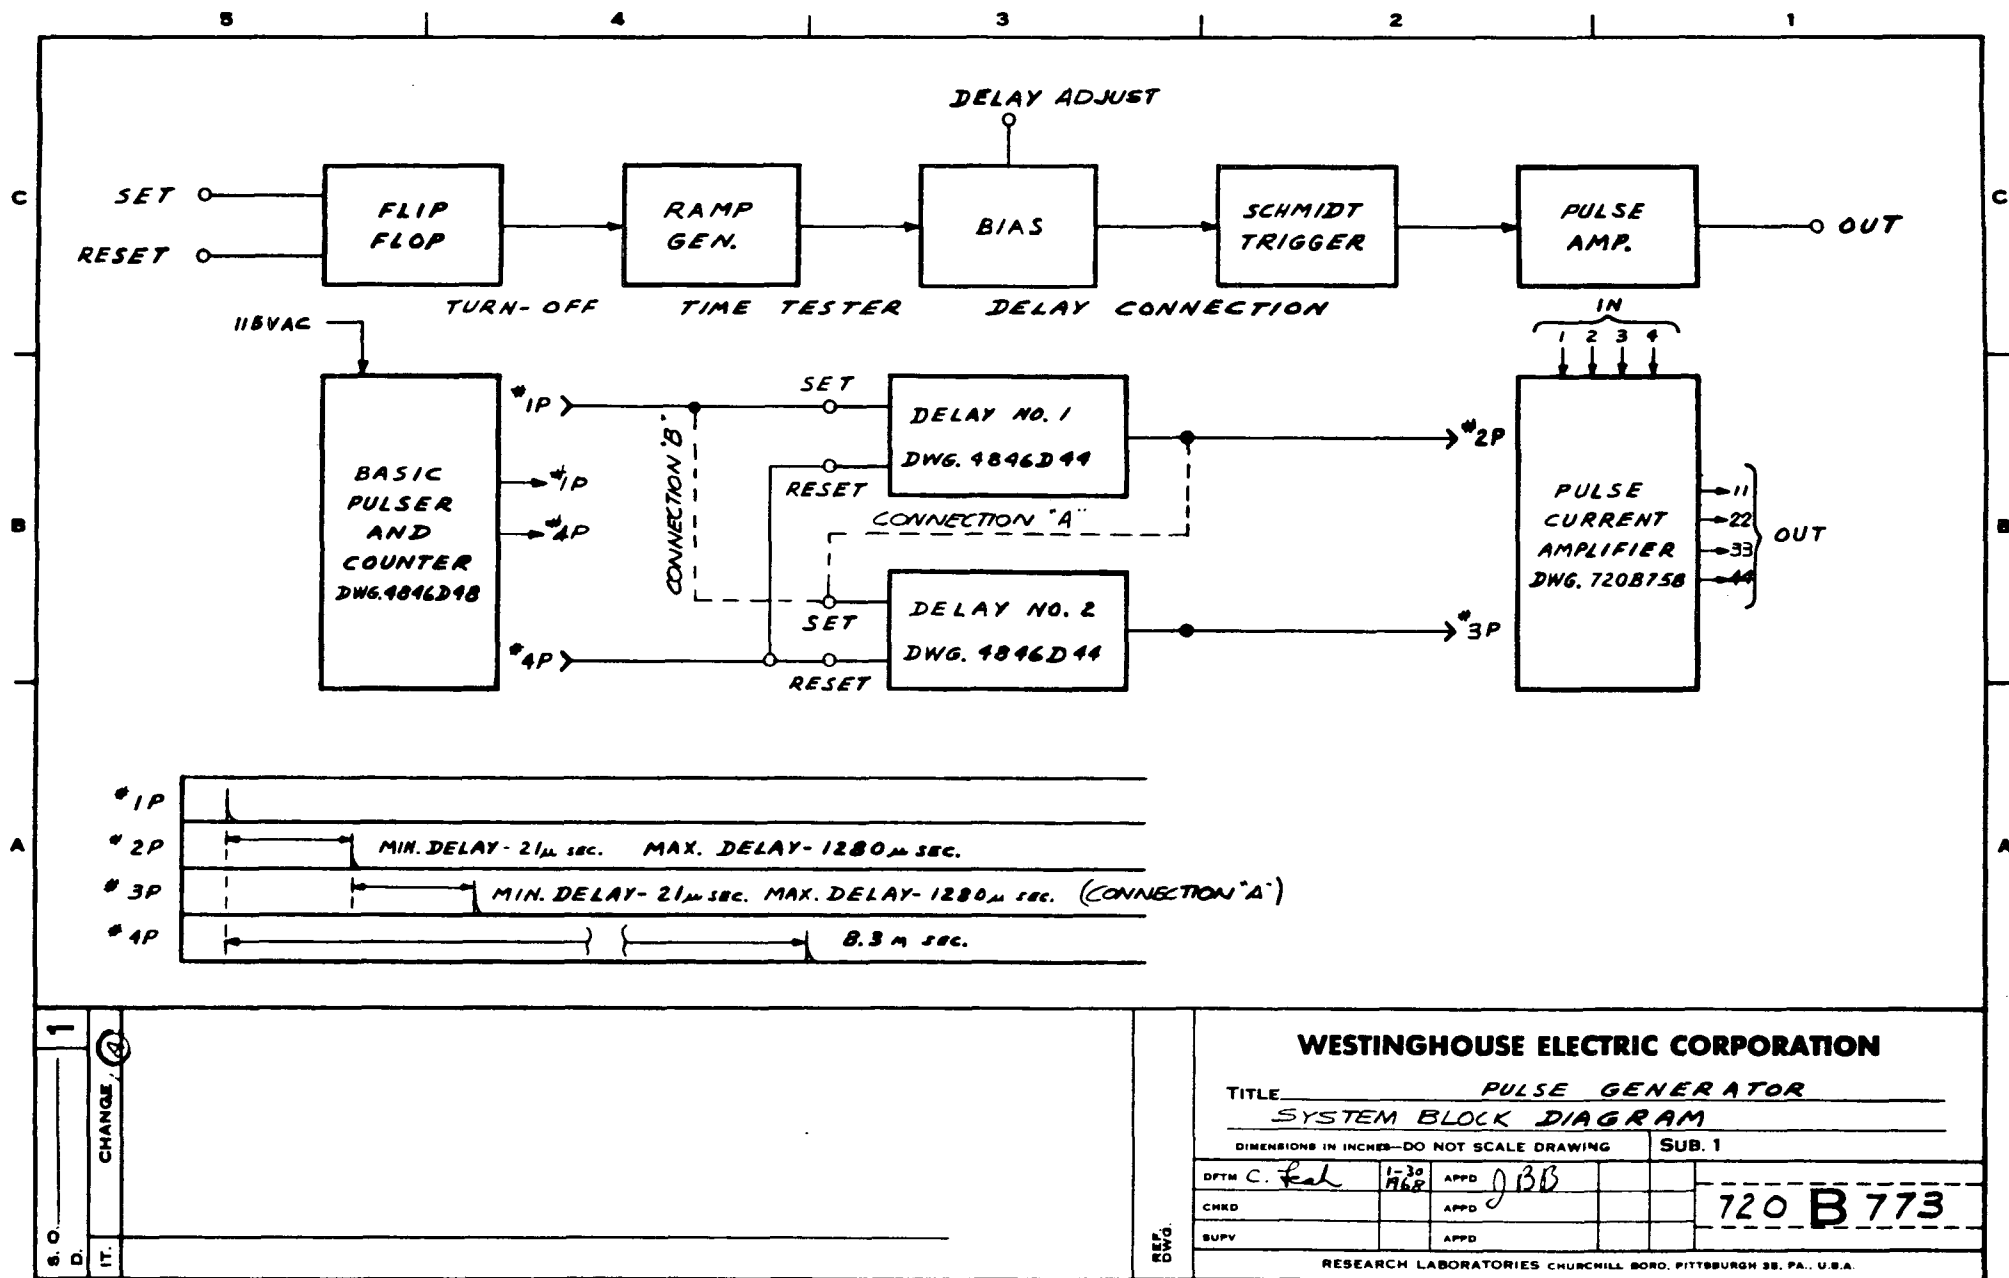 5 4 3 2 1
DELAY ADJUST
C
SET
RESET
FLIP
FLOP
RAMP
GEN.
BIAS
SCHMIDT
TRIGGER
PULSE
AMP.
OUT
C
TURN-OFF TIME TESTER DELAY CONNECTION
115VAC
BASIC
PULSER
AND
COUNTER
DWG. 4846D48
#1P
#4P
#1P
#4P
CONNECTION "B"
SET
RESET
DELAY NO. 1
DWG. 4846D44
CONNECTION "A"
SET
RESET
DELAY NO. 2
DWG. 4846D44
#2P
#3P
IN
1 2 3 4
PULSE
CURRENT
AMPLIFIER
DWG. 720B758
11
22
33
44
OUT
B
B
A
A
#1P
#2P MIN. DELAY - 21μ sec. MAX. DELAY - 1280μ sec.
#3P MIN. DELAY - 21μ sec. MAX. DELAY - 1280μ sec. (CONNECTION "A")
#4P 8.3 m sec.
1
S. O.
D.
CHANGE
A
IT.
REF. DWG.
WESTINGHOUSE ELECTRIC CORPORATION
TITLE PULSE GENERATOR
SYSTEM BLOCK DIAGRAM
DIMENSIONS IN INCHES—DO NOT SCALE DRAWING SUB. 1
DFTM C. 1-30 1968 APPD JBB
CHKD APPD
SUPV APPD
720 B 773
RESEARCH LABORATORIES CHURCHILL BORO, PITTSBURGH 35, PA., U.S.A.